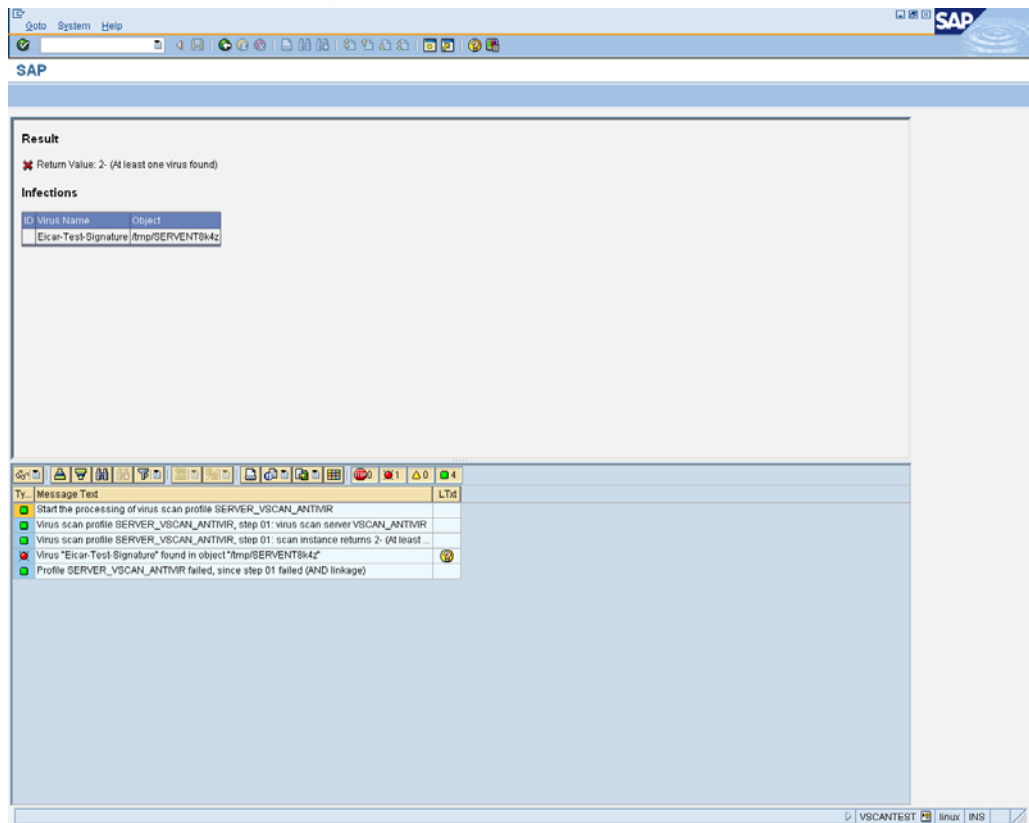 Goto System Help
SAP
SAP
Result
Return Value: 2- (At least one virus found)
Infections
ID Virus Name Object
Eicar-Test-Signature /tmp/SERVENT8k4z
STOP 0 1 0 4
Ty... Message Text LTxt
Start the processing of virus scan profile SERVER_VSCAN_ANTIVIR
Virus scan profile SERVER_VSCAN_ANTIVIR, step 01: virus scan server VSCAN_ANTIVIR
Virus scan profile SERVER_VSCAN_ANTIVIR, step 01: scan instance returns 2- (At least ...
Virus "Eicar-Test-Signature" found in object "/tmp/SERVENT8k4z"
Profile SERVER_VSCAN_ANTIVIR failed, since step 01 failed (AND linkage)
VSCANTEST linux INS